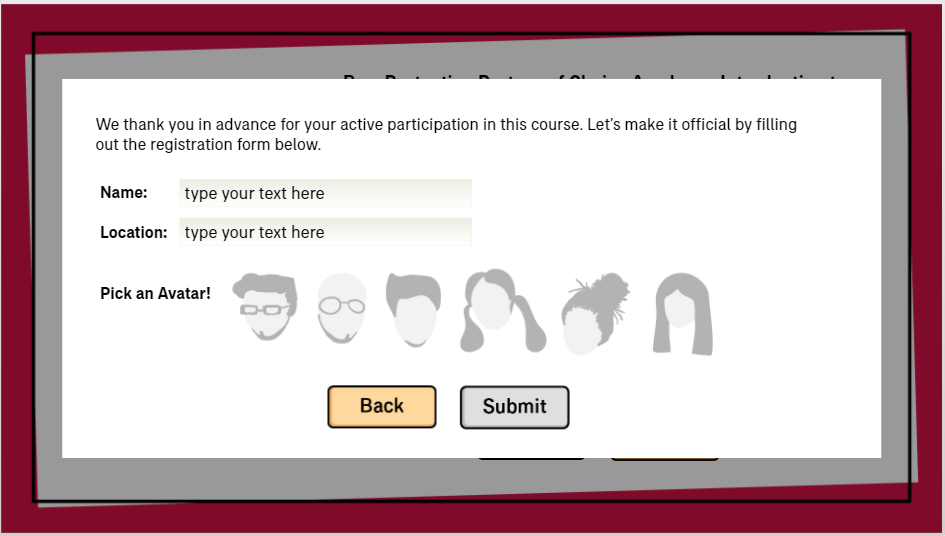 We thank you in advance for your active participation in this course. Let's make it official by filling
out the registration form below.
Name: type your text here
Location: type your text here
Pick an Avatar!
Back Submit